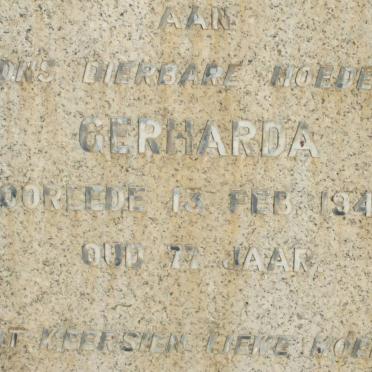 AAN
ONS DIERBARE MOEDE
GERHARDA
OORLEDE 13 FEB 194
OUD 77 JAAR